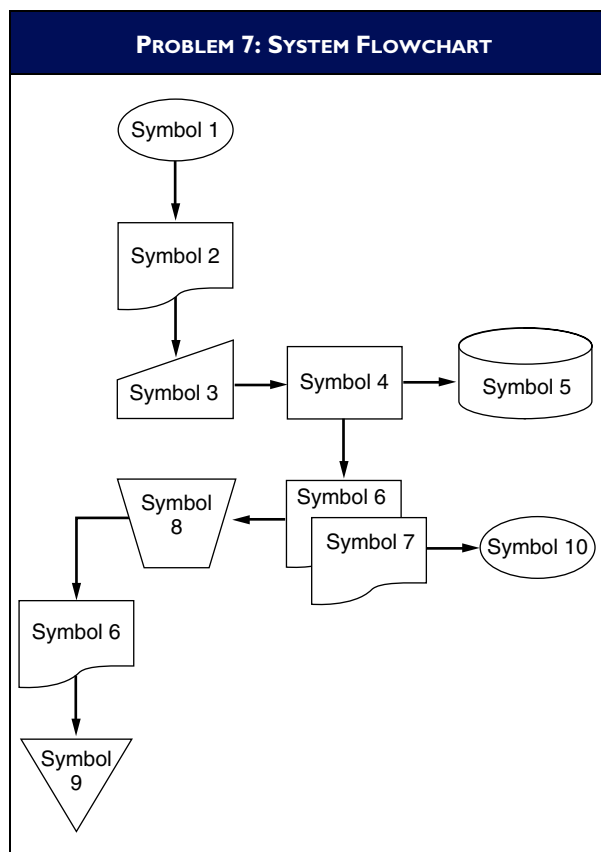 PROBLEM 7: SYSTEM FLOWCHART
Symbol 1
Symbol 2
Symbol 3
Symbol 4
Symbol 5
Symbol 6
Symbol 7
Symbol
8
Symbol 10
Symbol 6
Symbol
9